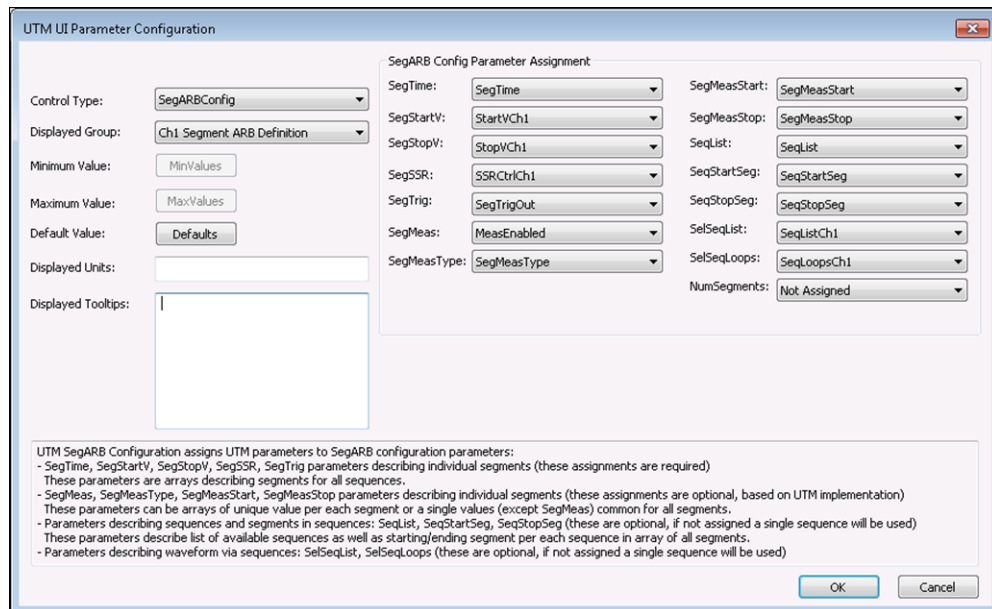 UTM UI Parameter Configuration
Control Type: SegARBConfig
Displayed Group: Ch1 Segment ARB Definition
Minimum Value: MinValues
Maximum Value: MaxValues
Default Value: Defaults
Displayed Units:
Displayed Tooltips:
SegARB Config Parameter Assignment
SegTime: SegTime
SegStartV: StartVCh1
SegStopV: StopVCh1
SegSSR: SSRCtrlCh1
SegTrig: SegTrigOut
SegMeas: MeasEnabled
SegMeasType: SegMeasType
SegMeasStart: SegMeasStart
SegMeasStop: SegMeasStop
SeqList: SeqList
SeqStartSeg: SeqStartSeg
SeqStopSeg: SeqStopSeg
SelSeqList: SeqListCh1
SelSeqLoops: SeqLoopsCh1
NumSegments: Not Assigned
UTM SegARB Configuration assigns UTM parameters to SegARB configuration parameters:
- SegTime, SegStartV, SegStopV, SegSSR, SegTrig parameters describing individual segments (these assignments are required)
These parameters are arrays describing segments for all sequences.
- SegMeas, SegMeasType, SegMeasStart, SegMeasStop parameters describing individual segments (these assignments are optional, based on UTM implementation)
These parameters can be arrays of unique value per each segment or a single values (except SegMeas) common for all segments.
- Parameters describing sequences and segments in sequences: SeqList, SeqStartSeg, SeqStopSeg (these are optional, if not assigned a single sequence will be used)
These parameters describe list of available sequences as well as starting/ending segment per each sequence in array of all segments.
- Parameters describing waveform via sequences: SelSeqList, SelSeqLoops (these are optional, if not assigned a single sequence will be used)
OK
Cancel